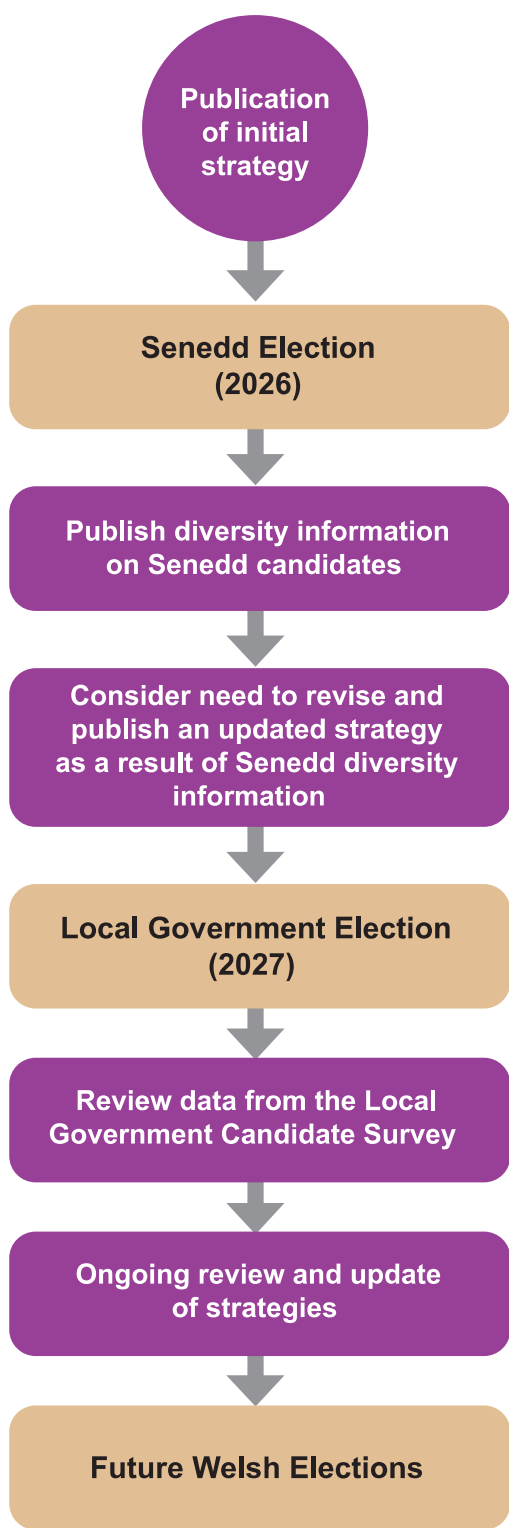 Publication
of initial
strategy
Senedd Election
(2026)
Publish diversity information
on Senedd candidates
Consider need to revise and
publish an updated strategy
as a result of Senedd diversity
information
Local Government Election
(2027)
Review data from the Local
Government Candidate Survey
Ongoing review and update
of strategies
Future Welsh Elections